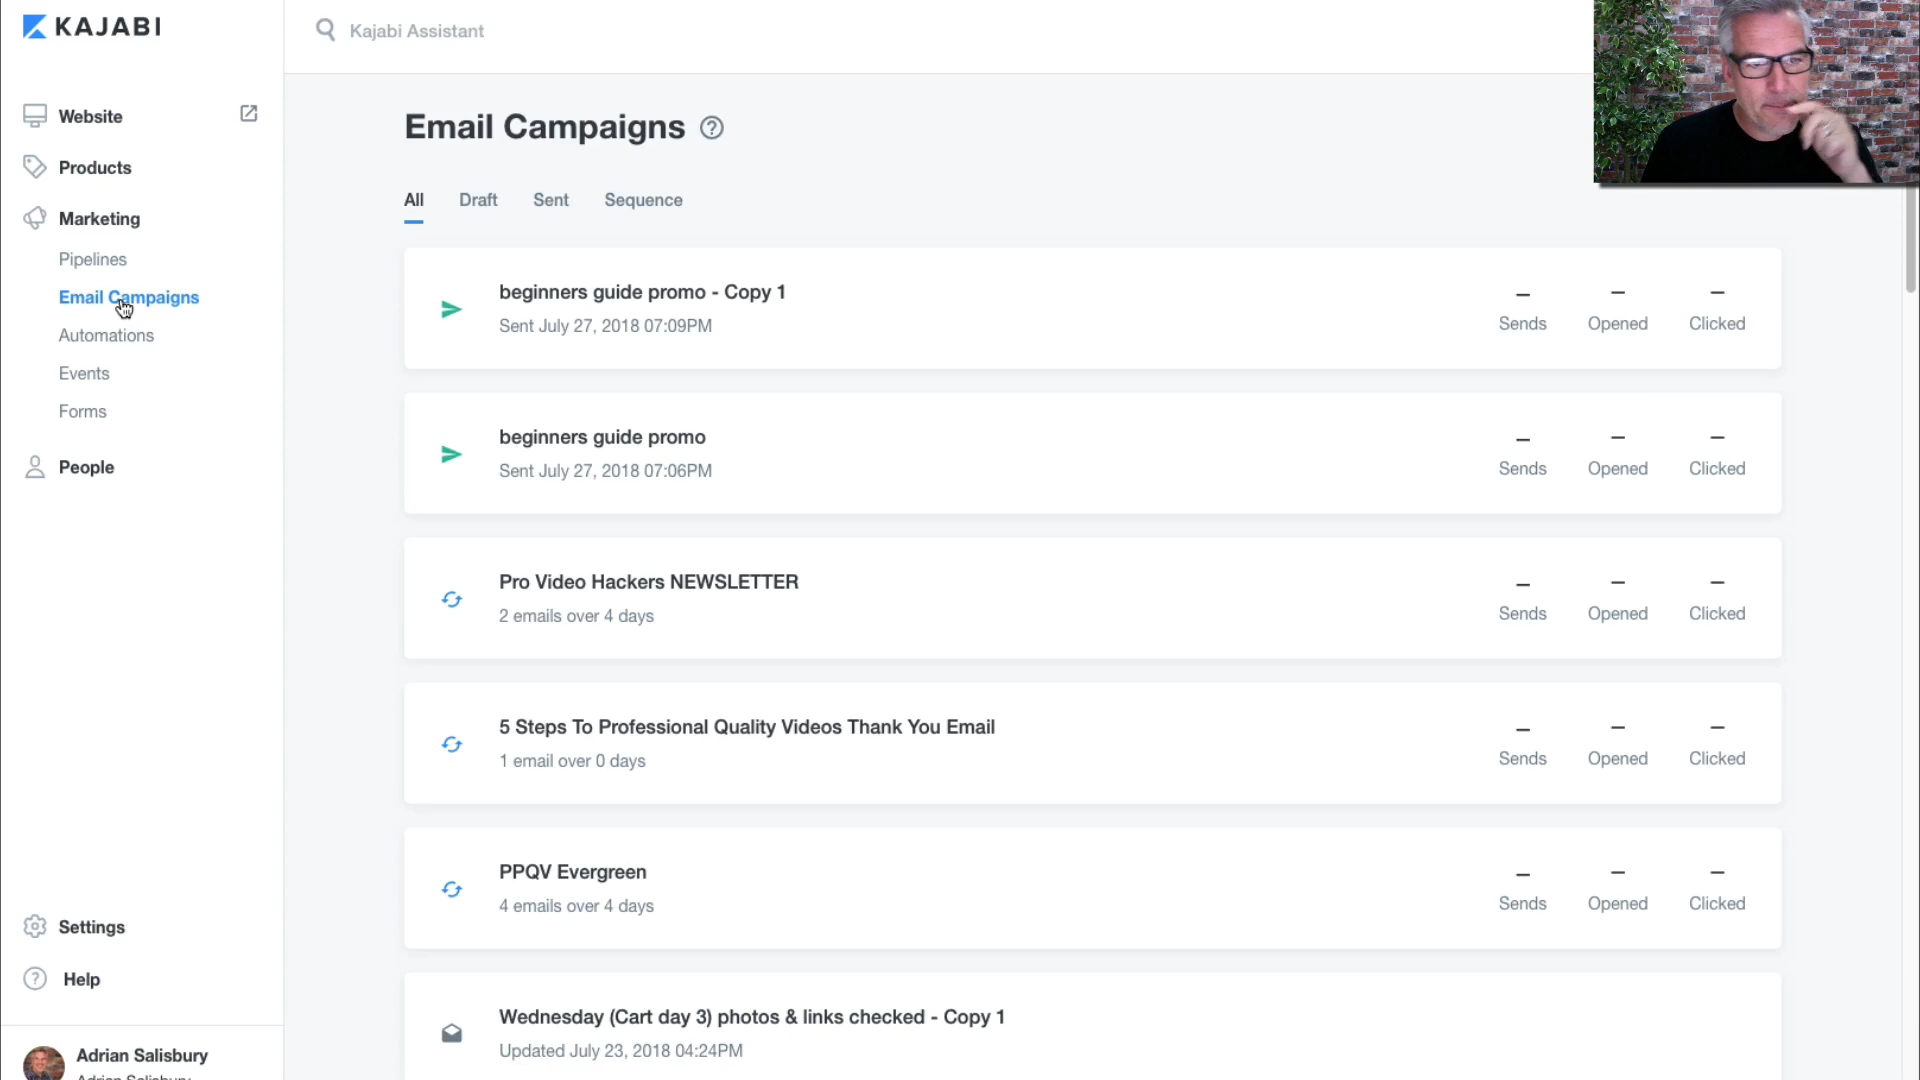 KAJABI
Kajabi Assistant
Website
Products
Marketing
Pipelines
Email Campaigns
Automations
Events
Forms
People
Settings
Help
Adrian Salisbury
Adrian Salisbury
Email Campaigns
All Draft Sent Sequence
beginners guide promo - Copy 1
Sent July 27, 2018 07:09PM
– – –
Sends Opened Clicked
beginners guide promo
Sent July 27, 2018 07:06PM
– – –
Sends Opened Clicked
Pro Video Hackers NEWSLETTER
2 emails over 4 days
– – –
Sends Opened Clicked
5 Steps To Professional Quality Videos Thank You Email
1 email over 0 days
– – –
Sends Opened Clicked
PPQV Evergreen
4 emails over 4 days
– – –
Sends Opened Clicked
Wednesday (Cart day 3) photos & links checked - Copy 1
Updated July 23, 2018 04:24PM